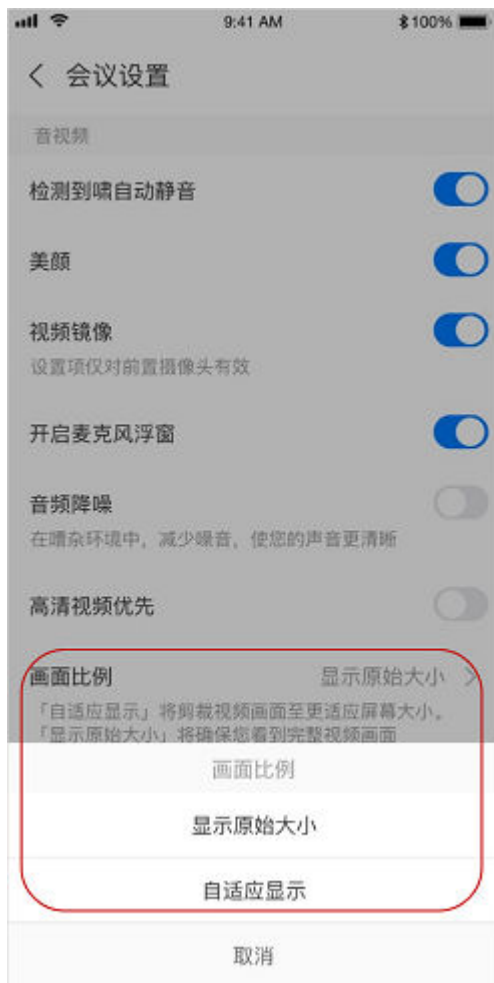 9:41 AM
100%
会议设置
音视频
检测到啸自动静音
美颜
视频镜像
设置项仅对前置摄像头有效
开启麦克风浮窗
音频降噪
在嘈杂环境中，减少噪音，使您的声音更清晰
高清视频优先
画面比例 显示原始大小
「自适应显示」将剪裁视频画面至更适应屏幕大小。
「显示原始大小」将确保您看到完整视频画面
画面比例
显示原始大小
自适应显示
取消